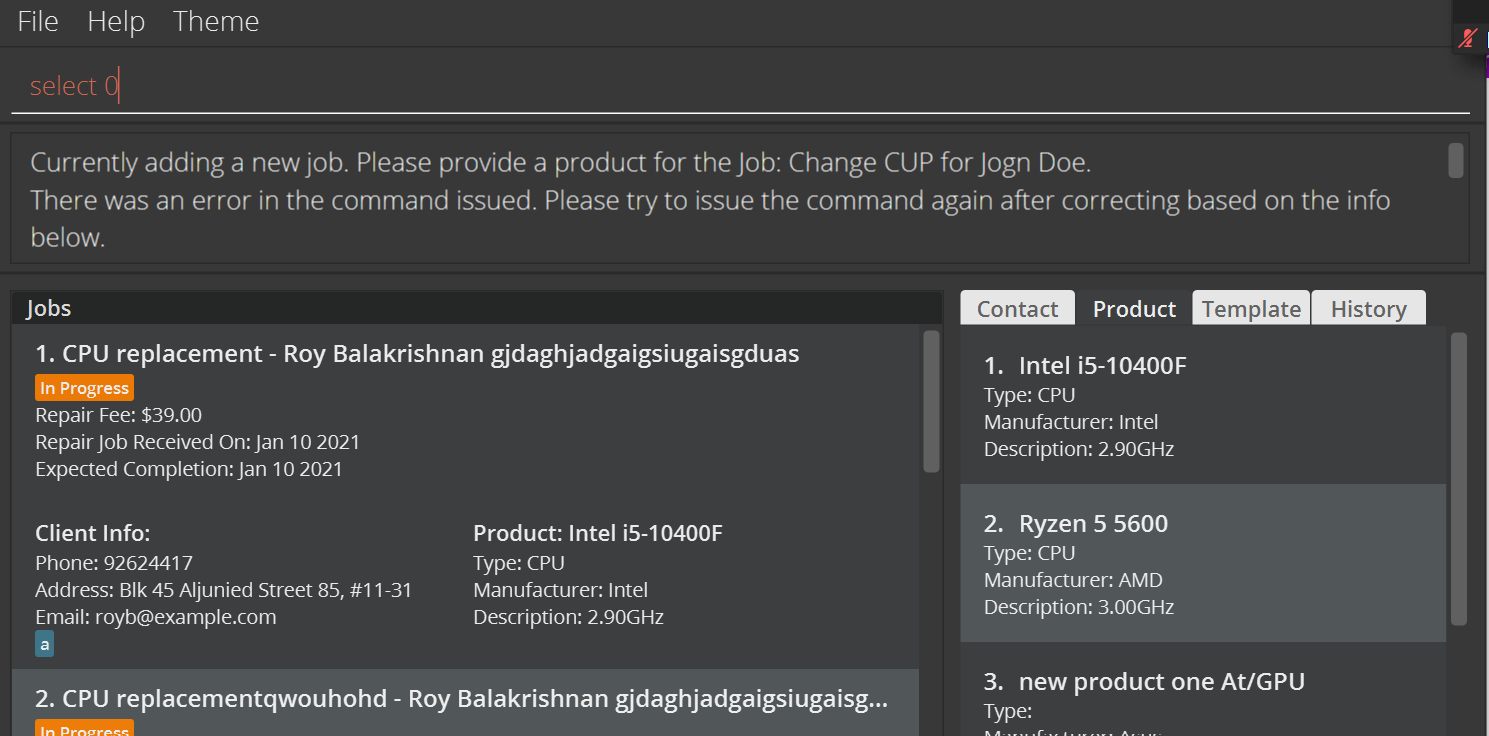 File Help Theme
select 0
Currently adding a new job. Please provide a product for the Job: Change CUP for Jogn Doe.
There was an error in the command issued. Please try to issue the command again after correcting based on the info
below.
Jobs
1. CPU replacement - Roy Balakrishnan gjdaghjadgaigsiugaisgduas
In Progress
Repair Fee: $39.00
Repair Job Received On: Jan 10 2021
Expected Completion: Jan 10 2021
Client Info:
Phone: 92624417
Address: Blk 45 Aljunied Street 85, #11-31
Email: royb@example.com
a
Product: Intel i5-10400F
Type: CPU
Manufacturer: Intel
Description: 2.90GHz
2. CPU replacementqwouhohd - Roy Balakrishnan gjdaghjadgaigsiugaisg...
In Progress
Contact Product Template History
1. Intel i5-10400F
Type: CPU
Manufacturer: Intel
Description: 2.90GHz
2. Ryzen 5 5600
Type: CPU
Manufacturer: AMD
Description: 3.00GHz
3. new product one At/GPU
Type:
Manufacturer: Asus